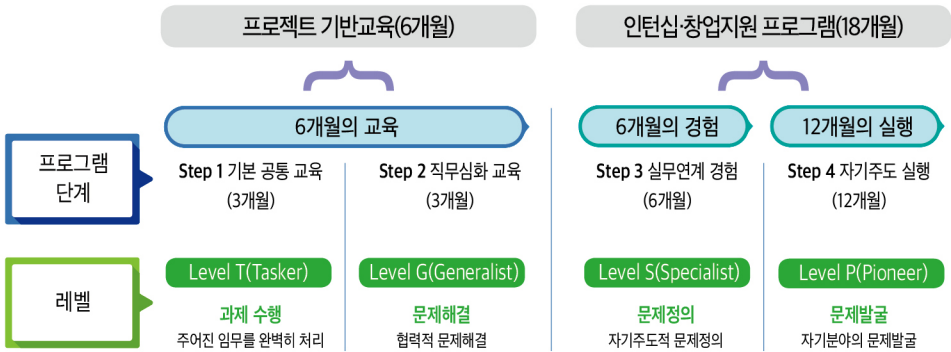 프로젝트 기반교육(6개월)
인턴십·창업지원 프로그램(18개월)
6개월의 교육
6개월의 경험
12개월의 실행
프로그램
단계
Step 1 기본 공통 교육
(3개월)
Step 2 직무심화 교육
(3개월)
Step 3 실무연계 경험
(6개월)
Step 4 자기주도 실행
(12개월)
레벨
Level T(Tasker)
과제 수행
주어진 임무를 완벽히 처리
Level G(Generalist)
문제해결
협력적 문제해결
Level S(Specialist)
문제정의
자기주도적 문제정의
Level P(Pioneer)
문제발굴
자기분야의 문제발굴